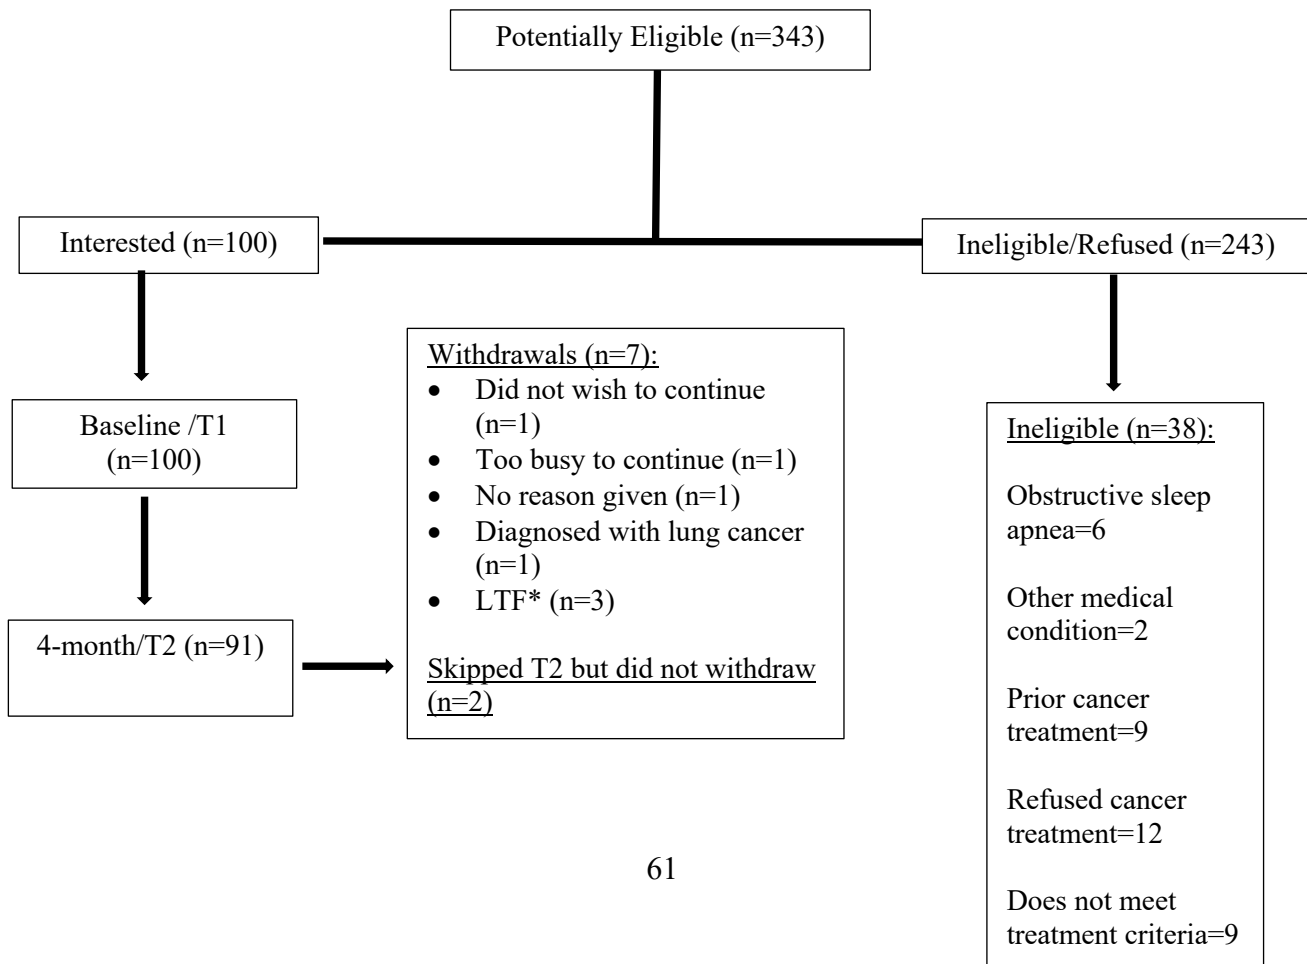 Potentially Eligible (n=343)
Interested (n=100)
Ineligible/Refused (n=243)
Baseline /T1
(n=100)
4-month/T2 (n=91)
Withdrawals (n=7):
• Did not wish to continue
(n=1)
• Too busy to continue (n=1)
• No reason given (n=1)
• Diagnosed with lung cancer
(n=1)
• LTF* (n=3)
Skipped T2 but did not withdraw
(n=2)
Ineligible (n=38):
Obstructive sleep
apnea=6
Other medical
condition=2
Prior cancer
treatment=9
Refused cancer
treatment=12
Does not meet
treatment criteria=9
61